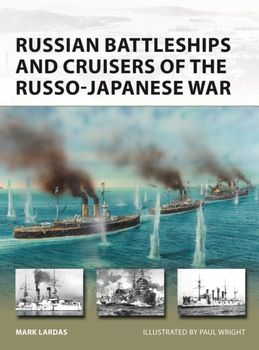 RUSSIAN BATTLESHIPS
AND CRUISERS OF THE
RUSSO-JAPANESE WAR
MARK LARDAS
ILLUSTRATED BY PAUL WRIGHT